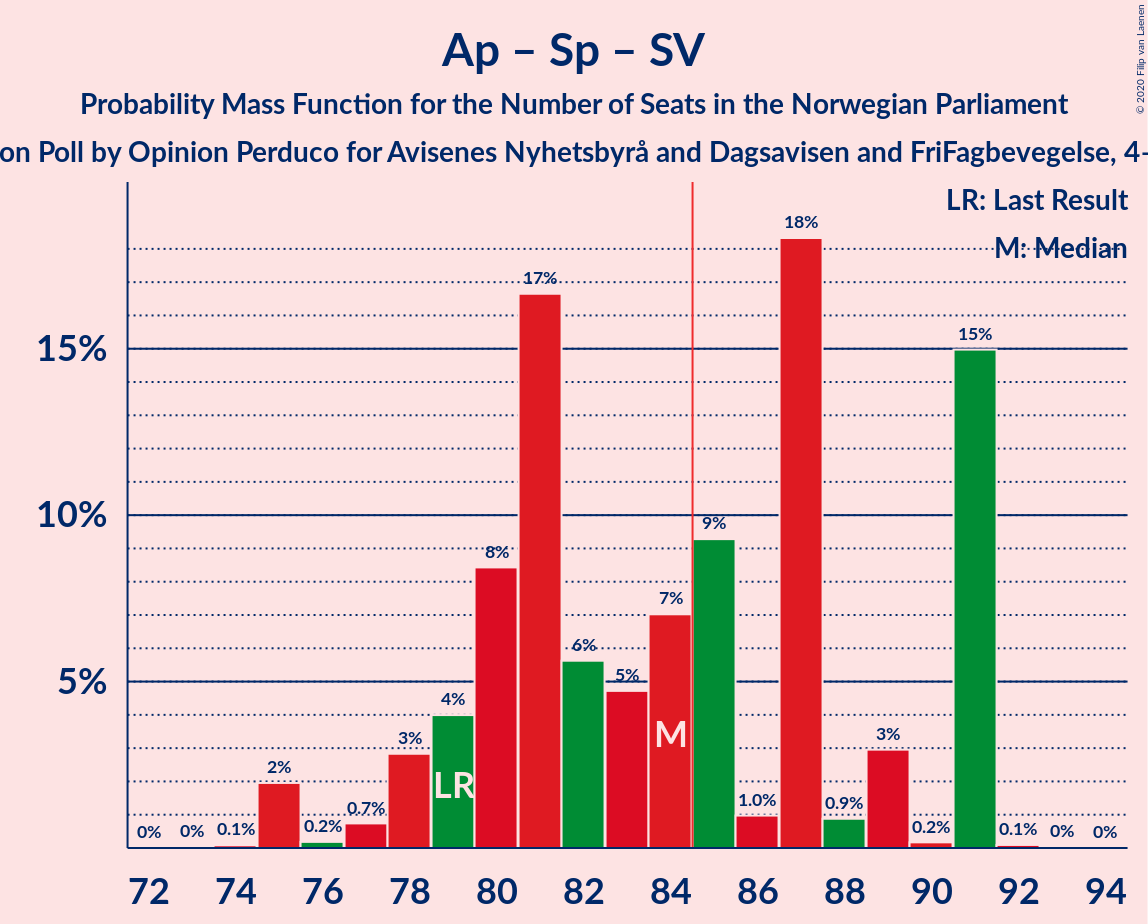 Ap – Sp – SV
Probability Mass Function for the Number of Seats in the Norwegian Parliament
on Poll by Opinion Perduco for Avisenes Nyhetsbyrå and Dagsavisen and FriFagbevegelse, 4–
© 2020 Filip van Laenen
LR: Last Result
M: Median
15%
10%
5%
0% 0% 0.1% 2% 0.2% 0.7% 3% 4% 8% 17% 6% 5% 7% 9% 1.0% 18% 0.9% 3% 0.2% 15% 0.1% 0% 0%
LR
M
72 74 76 78 80 82 84 86 88 90 92 94